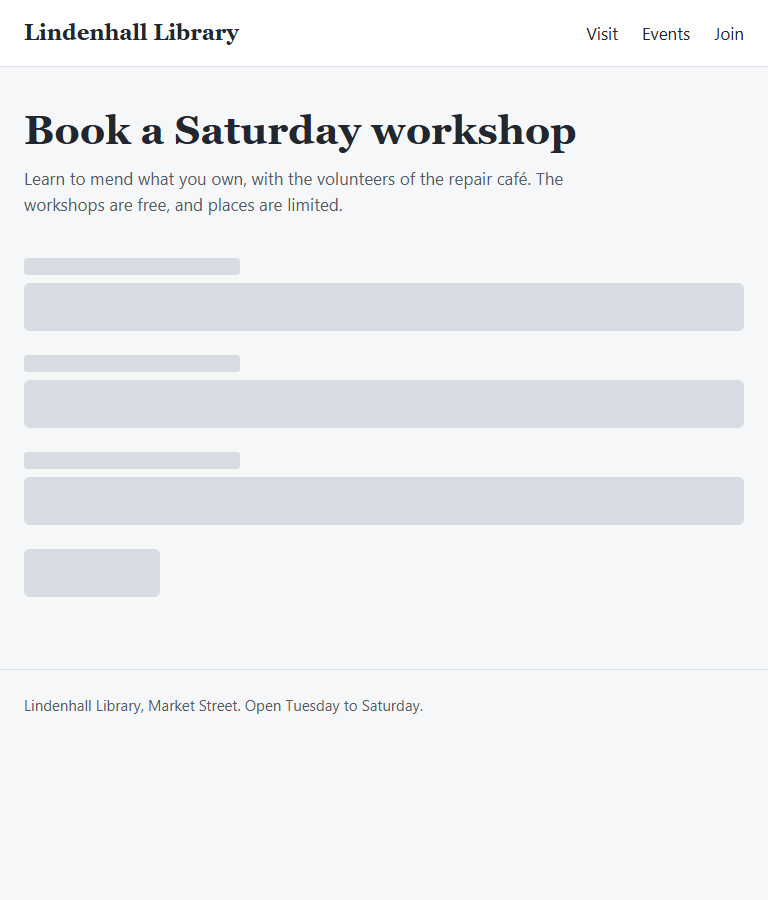 Lindenhall Library
Visit Events Join
Book a Saturday workshop
Learn to mend what you own, with the volunteers of the repair café. The
workshops are free, and places are limited.
Lindenhall Library, Market Street. Open Tuesday to Saturday.